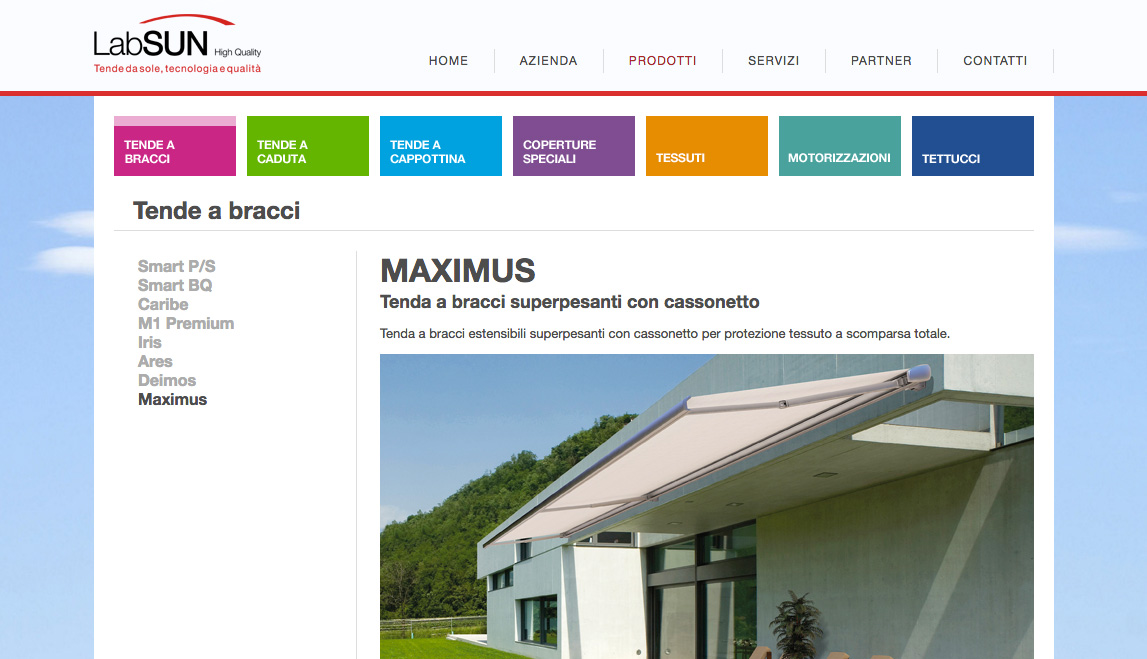 LabSUN High Quality
Tende da sole, tecnologia e qualità
HOME
AZIENDA
PRODOTTI
SERVIZI
PARTNER
CONTATTI
TENDE A
BRACCI
TENDE A
CADUTA
TENDE A
CAPPOTTINA
COPERTURE
SPECIALI
TESSUTI
MOTORIZZAZIONI
TETTUCCI
Tende a bracci
Smart P/S
Smart BQ
Caribe
M1 Premium
Iris
Ares
Deimos
Maximus
MAXIMUS
Tenda a bracci superpesanti con cassonetto
Tenda a bracci estensibili superpesanti con cassonetto per protezione tessuto a scomparsa totale.